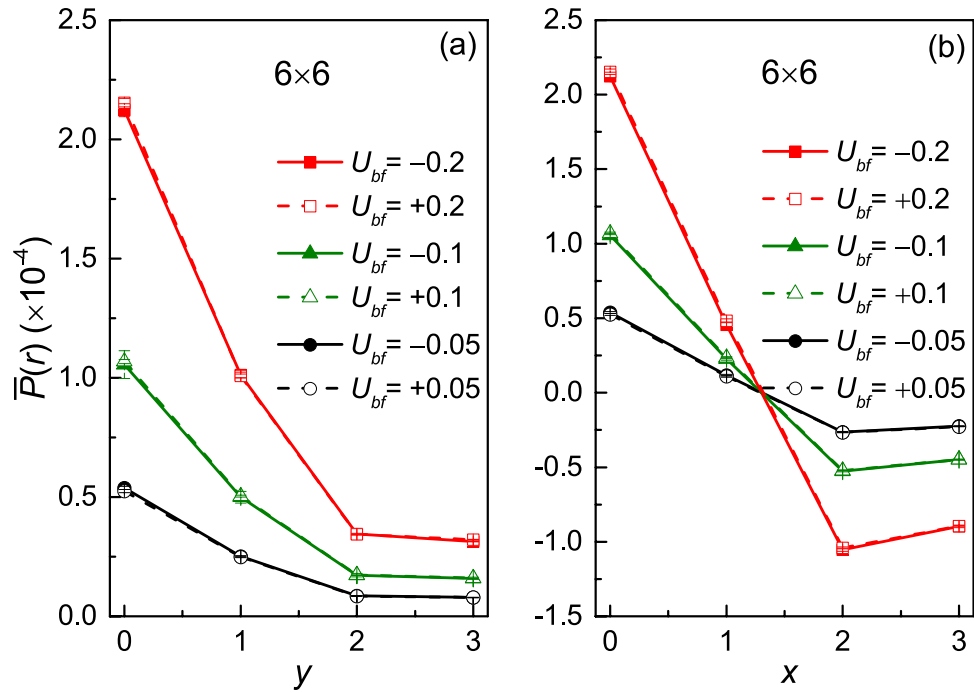 (a)
6×6
U_bf = −0.2
U_bf = +0.2
U_bf = −0.1
U_bf = +0.1
U_bf = −0.05
U_bf = +0.05
2.5
2.0
1.5
1.0
0.5
0.0
P̅(r) (×10⁻⁴)
0 1 2 3
y
(b)
6×6
U_bf = −0.2
U_bf = +0.2
U_bf = −0.1
U_bf = +0.1
U_bf = −0.05
U_bf = +0.05
2.5
2.0
1.5
1.0
0.5
0.0
-0.5
-1.0
-1.5
0 1 2 3
x